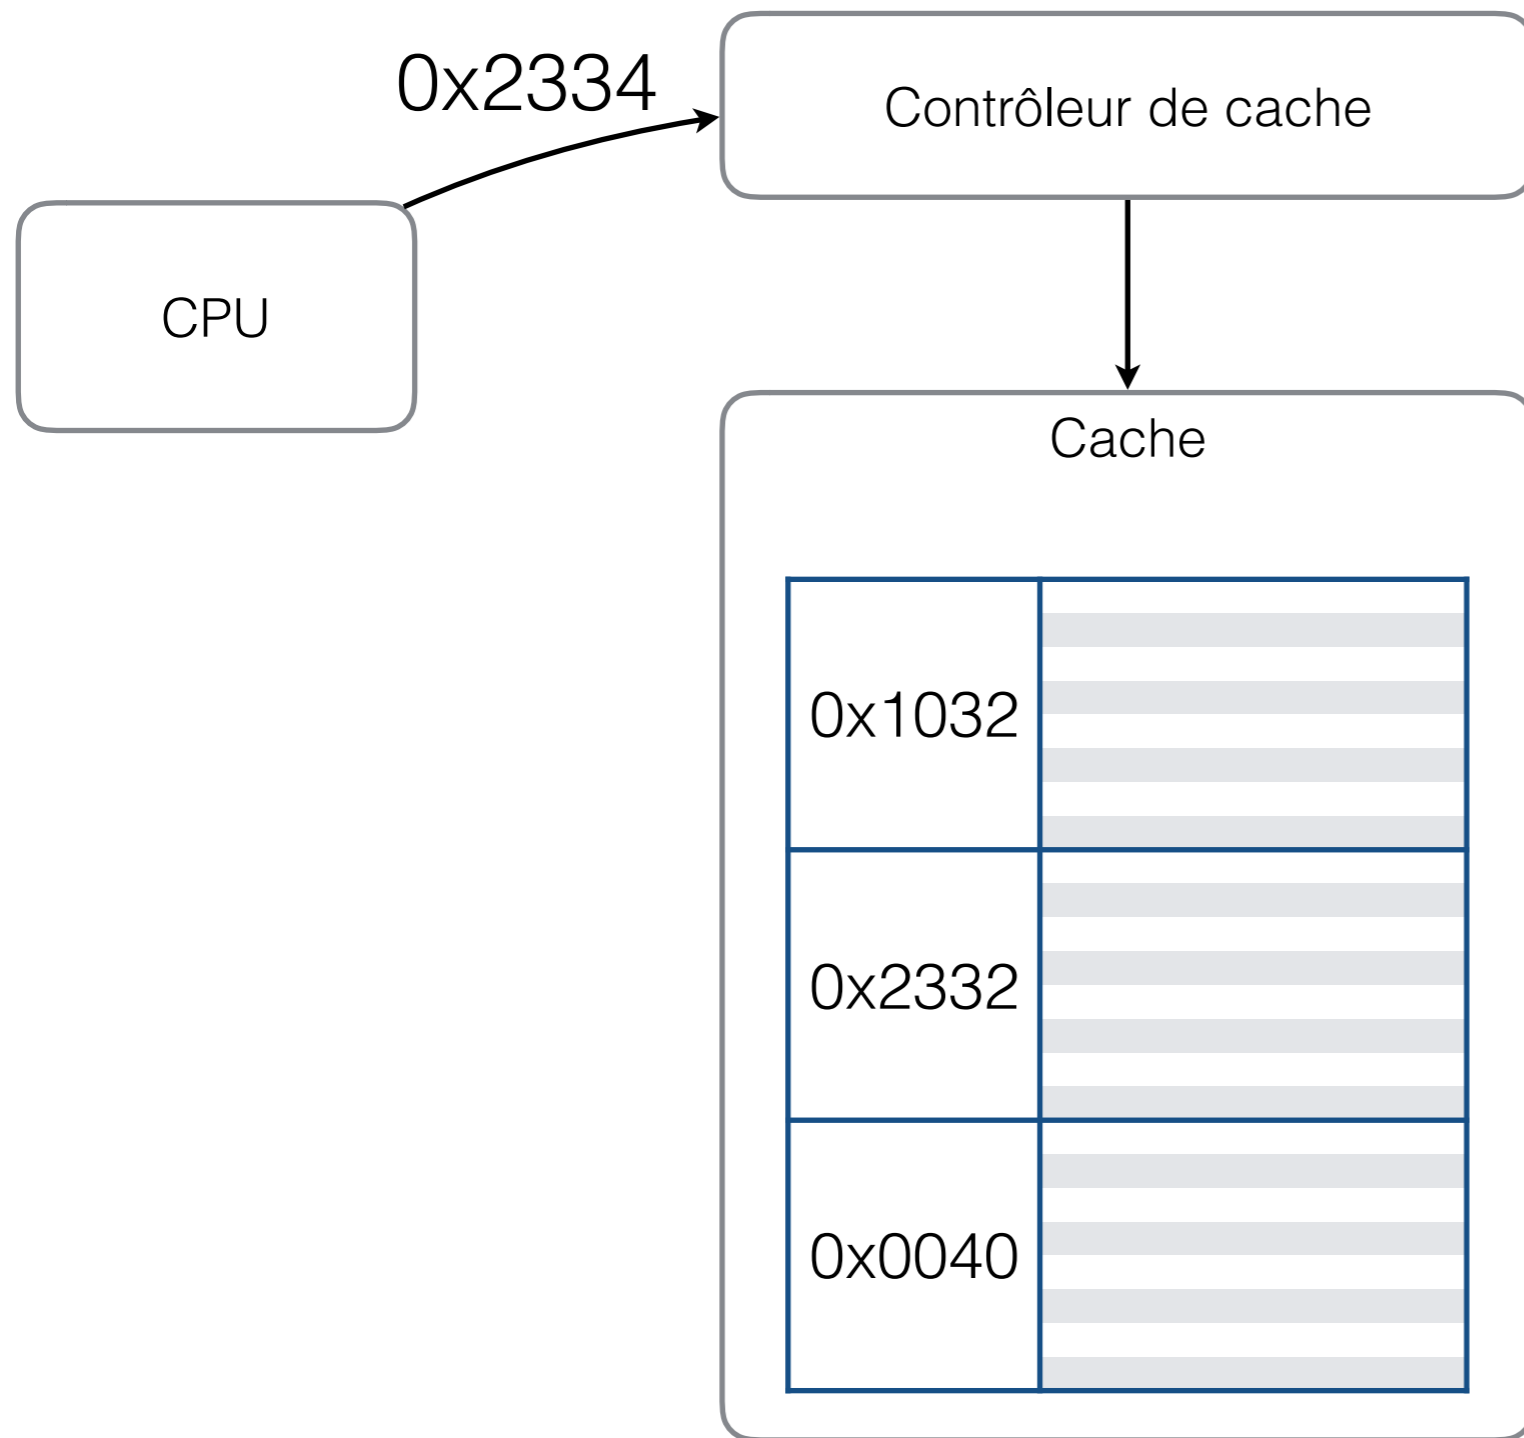 0x2334
Contrôleur de cache
CPU
Cache
0x1032
0x2332
0x0040